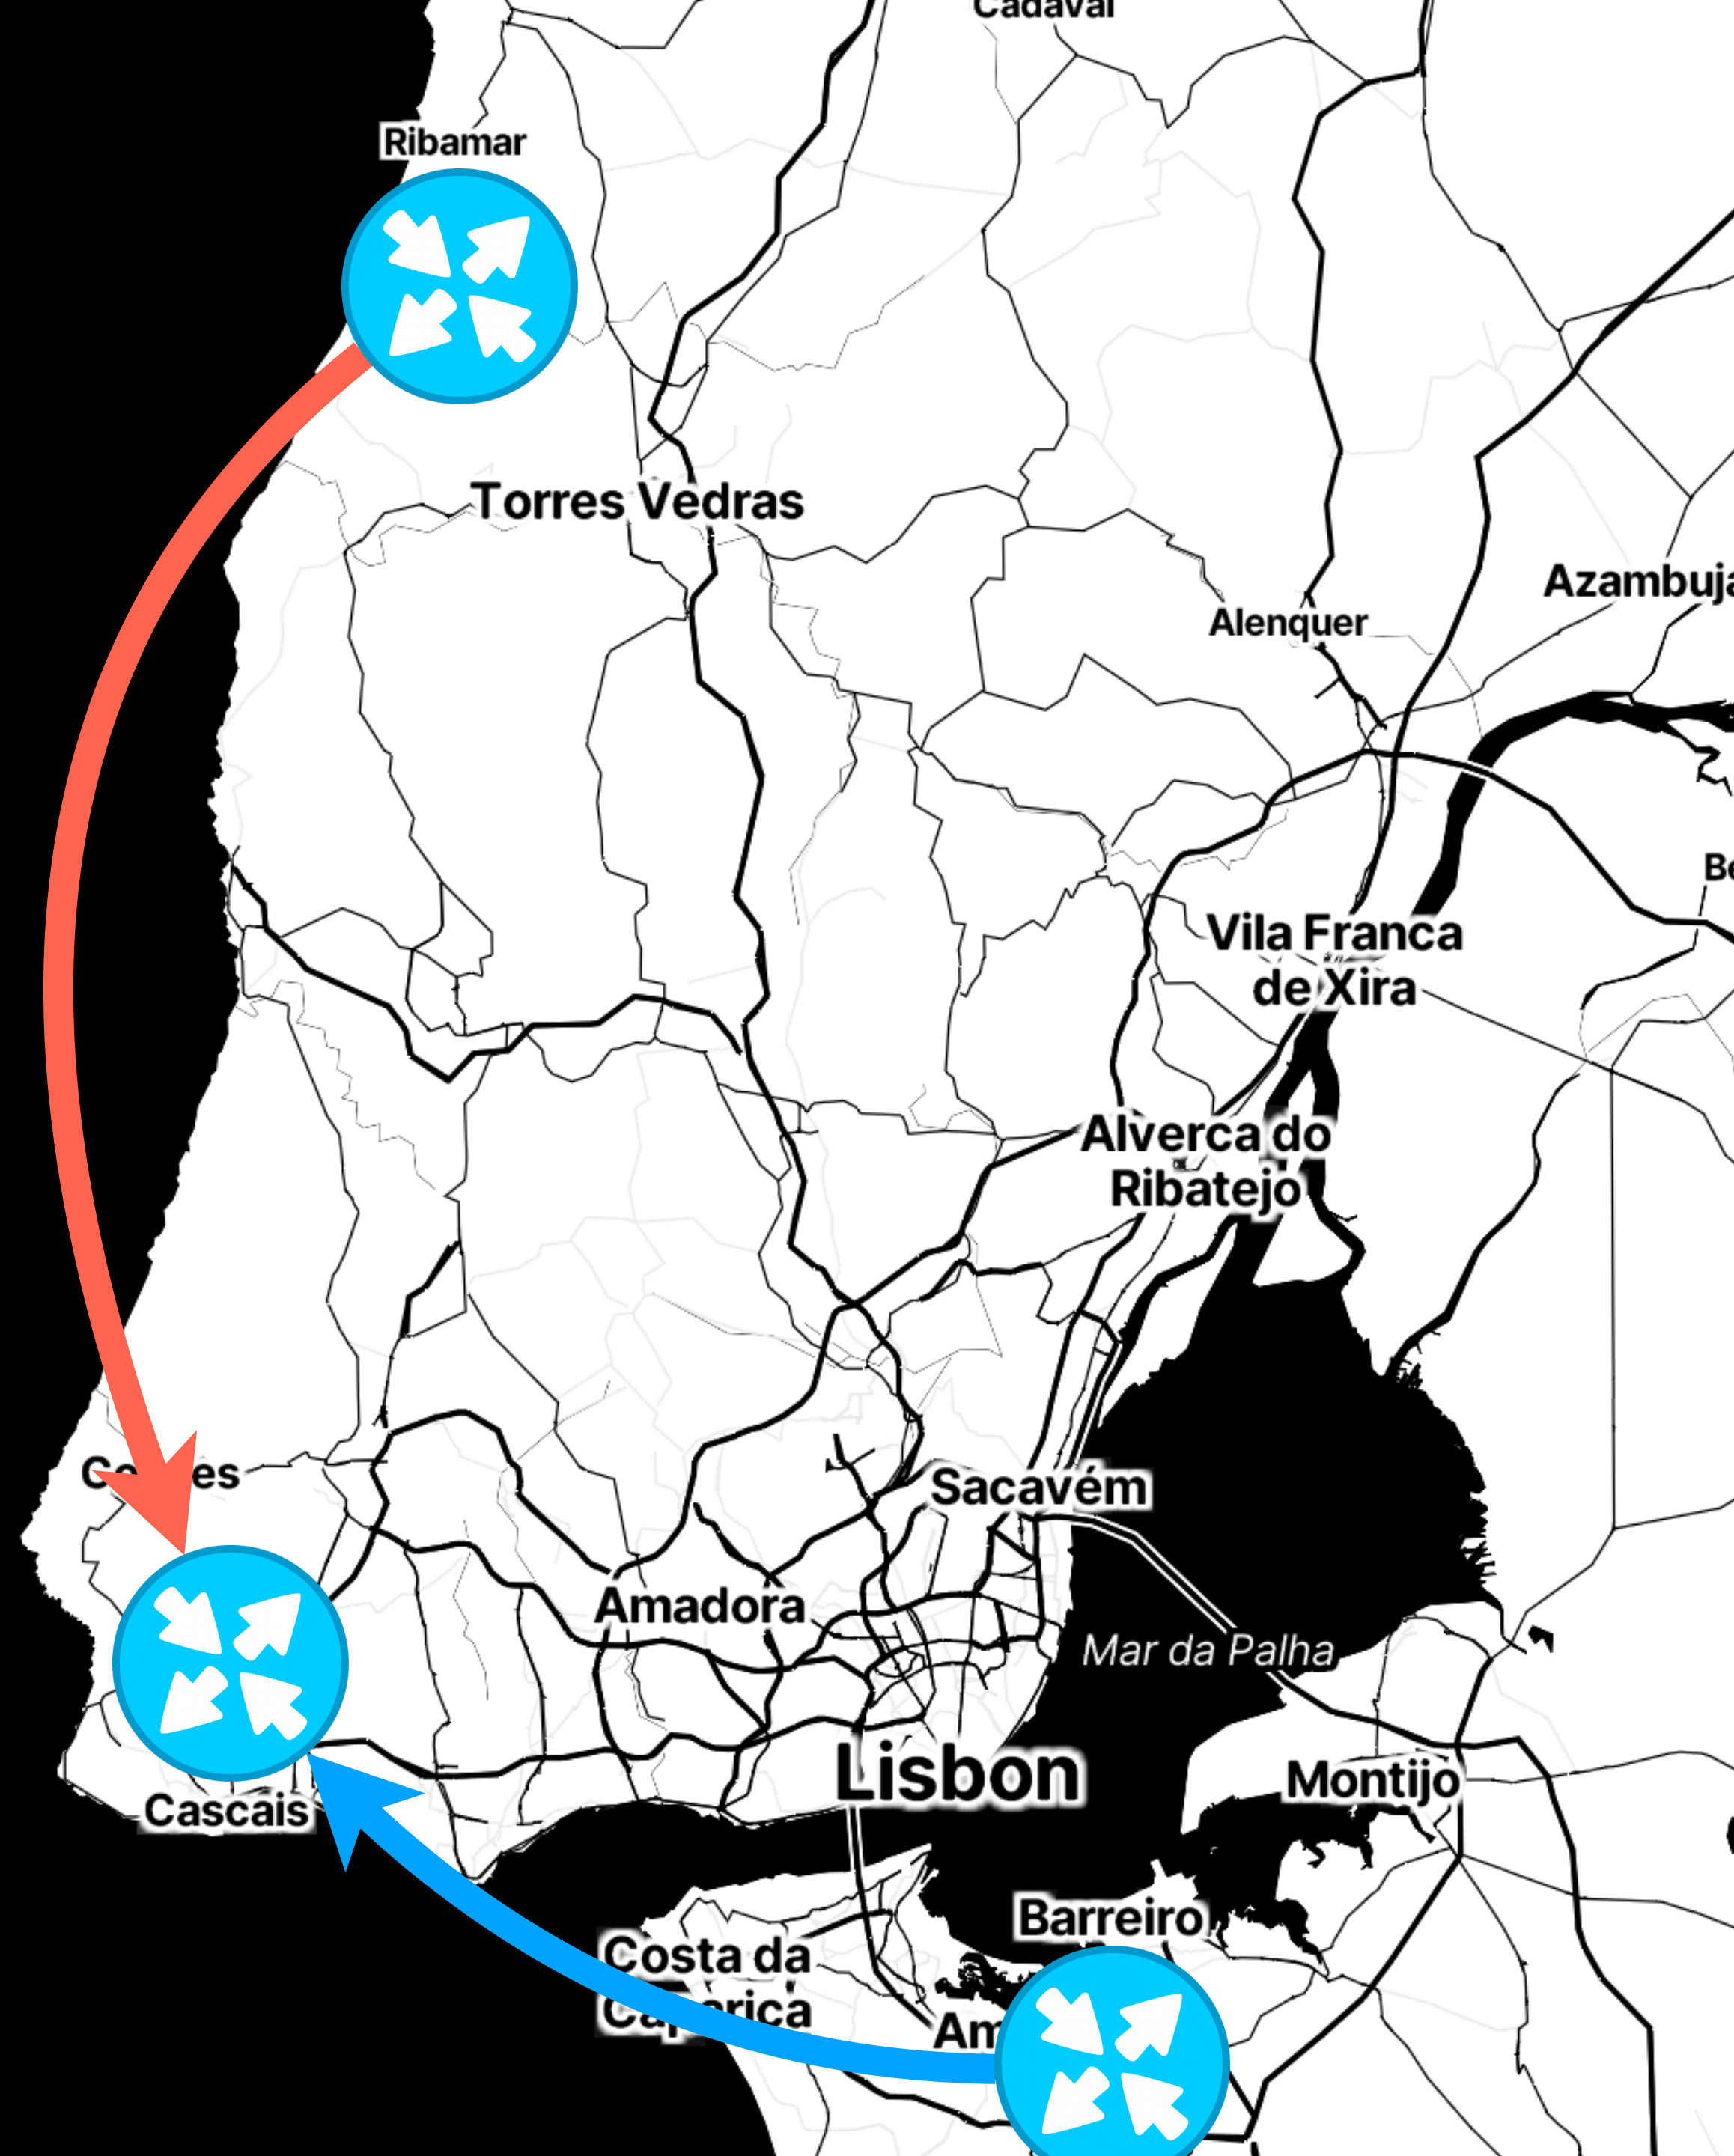 Cadaval
Ribamar
Torres Vedras
Alenquer
Vila Franca
de Xira
Alverca do
Ribatejo
Sacavém
Amadora
Mar da Palha
Lisbon
Montijo
Cascais
Barreiro
Costa da